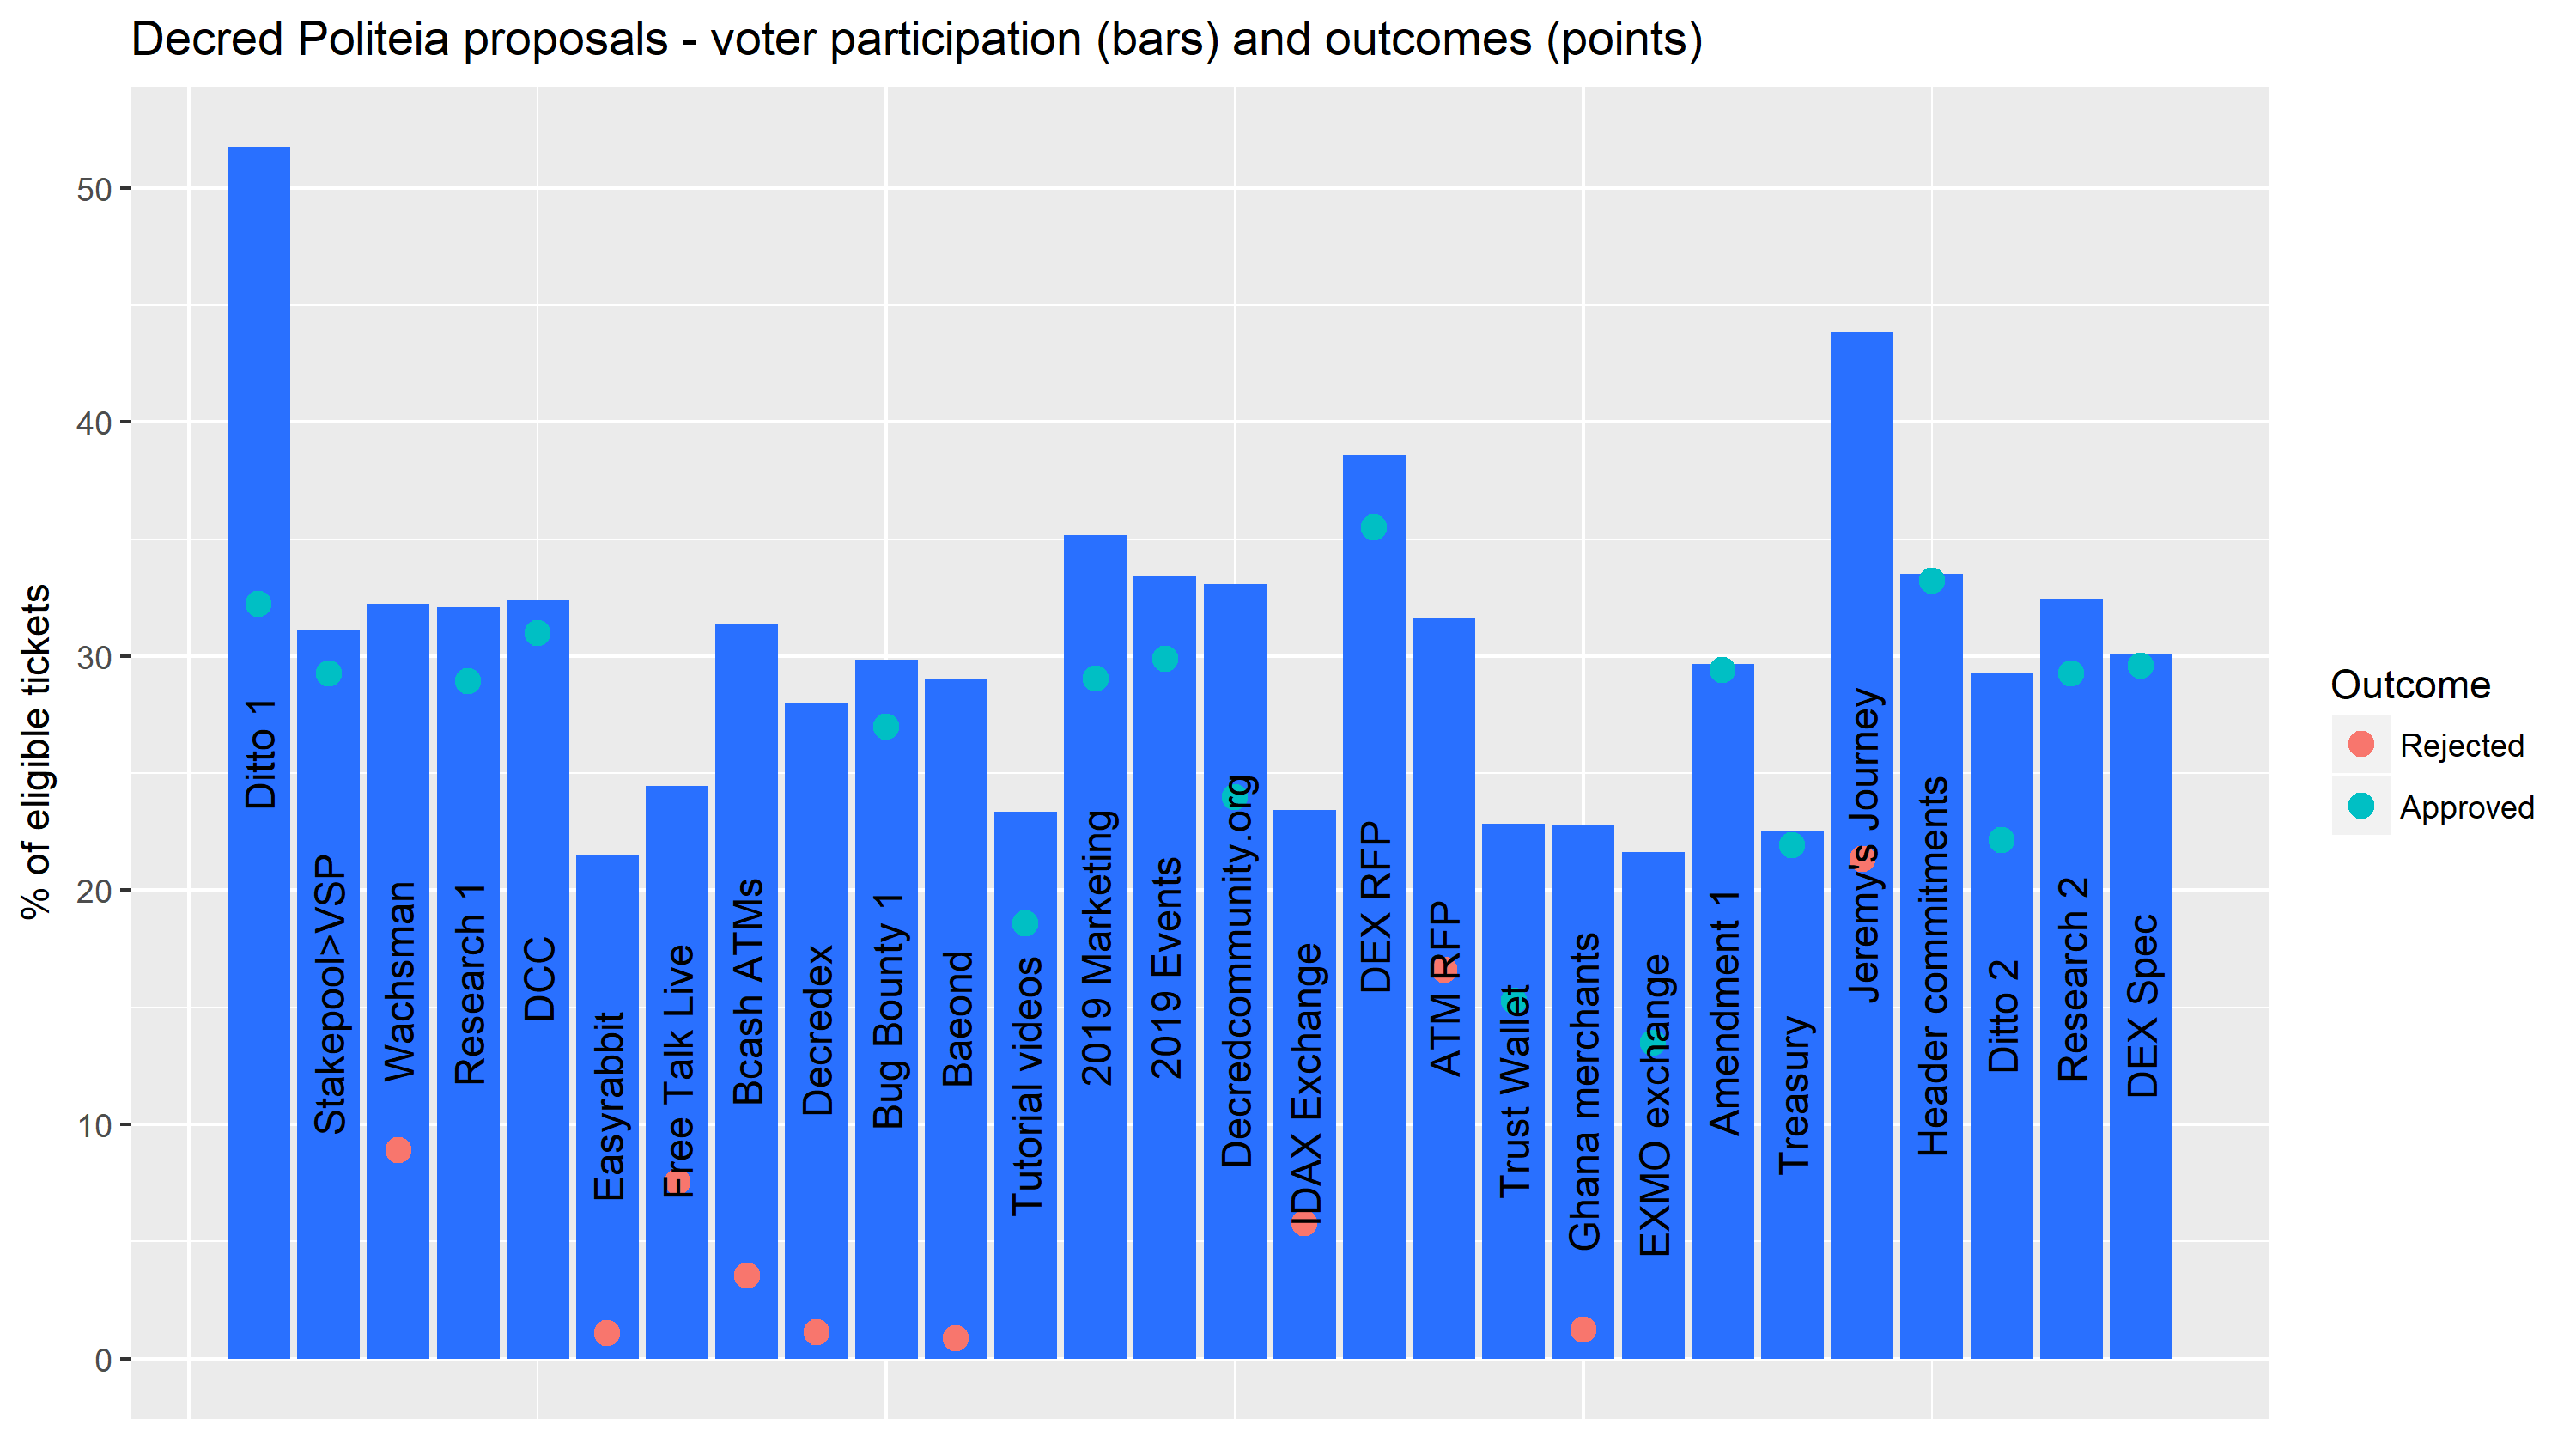 Decred Politeia proposals - voter participation (bars) and outcomes (points)
% of eligible tickets
50
40
30
20
10
0
Ditto 1
Stakepool>VSP
Wachsman
Research 1
DCC
Easyrabbit
Free Talk Live
Bcash ATMs
Decredex
Bug Bounty 1
Baeond
Tutorial videos
2019 Marketing
2019 Events
Decredcommunity.org
IDAX Exchange
DEX RFP
ATM RFP
Trust Wallet
Ghana merchants
EXMO exchange
Amendment 1
Treasury
Jeremy's Journey
Header commitments
Ditto 2
Research 2
DEX Spec
Outcome
Rejected
Approved